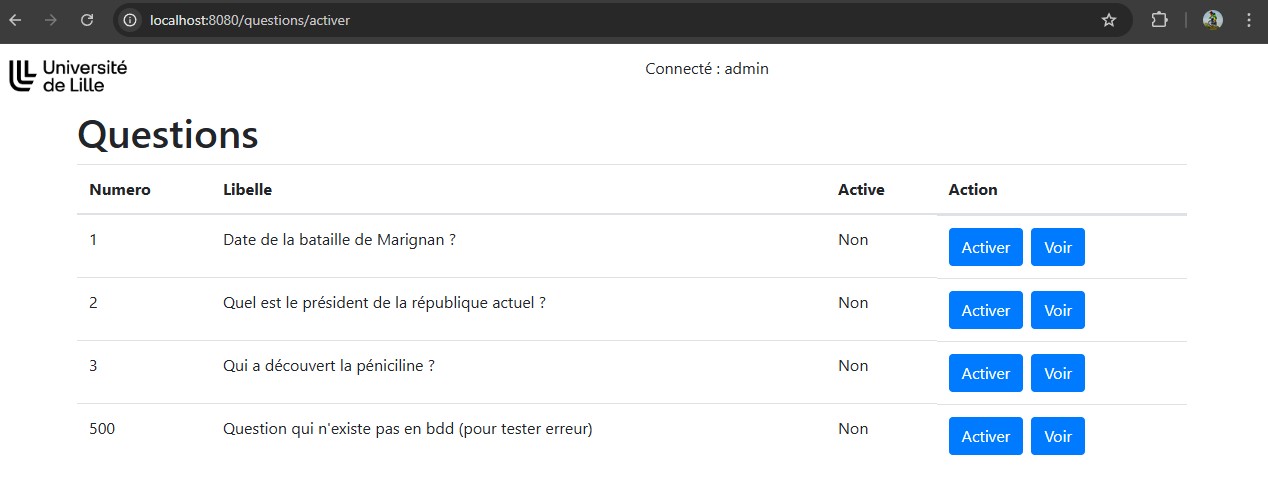 localhost:8080/questions/activer
Université
de Lille
Connecté : admin
Questions
Numero Libelle Active Action
1 Date de la bataille de Marignan ? Non Activer Voir
2 Quel est le président de la république actuel ? Non Activer Voir
3 Qui a découvert la péniciline ? Non Activer Voir
500 Question qui n'existe pas en bdd (pour tester erreur) Non Activer Voir